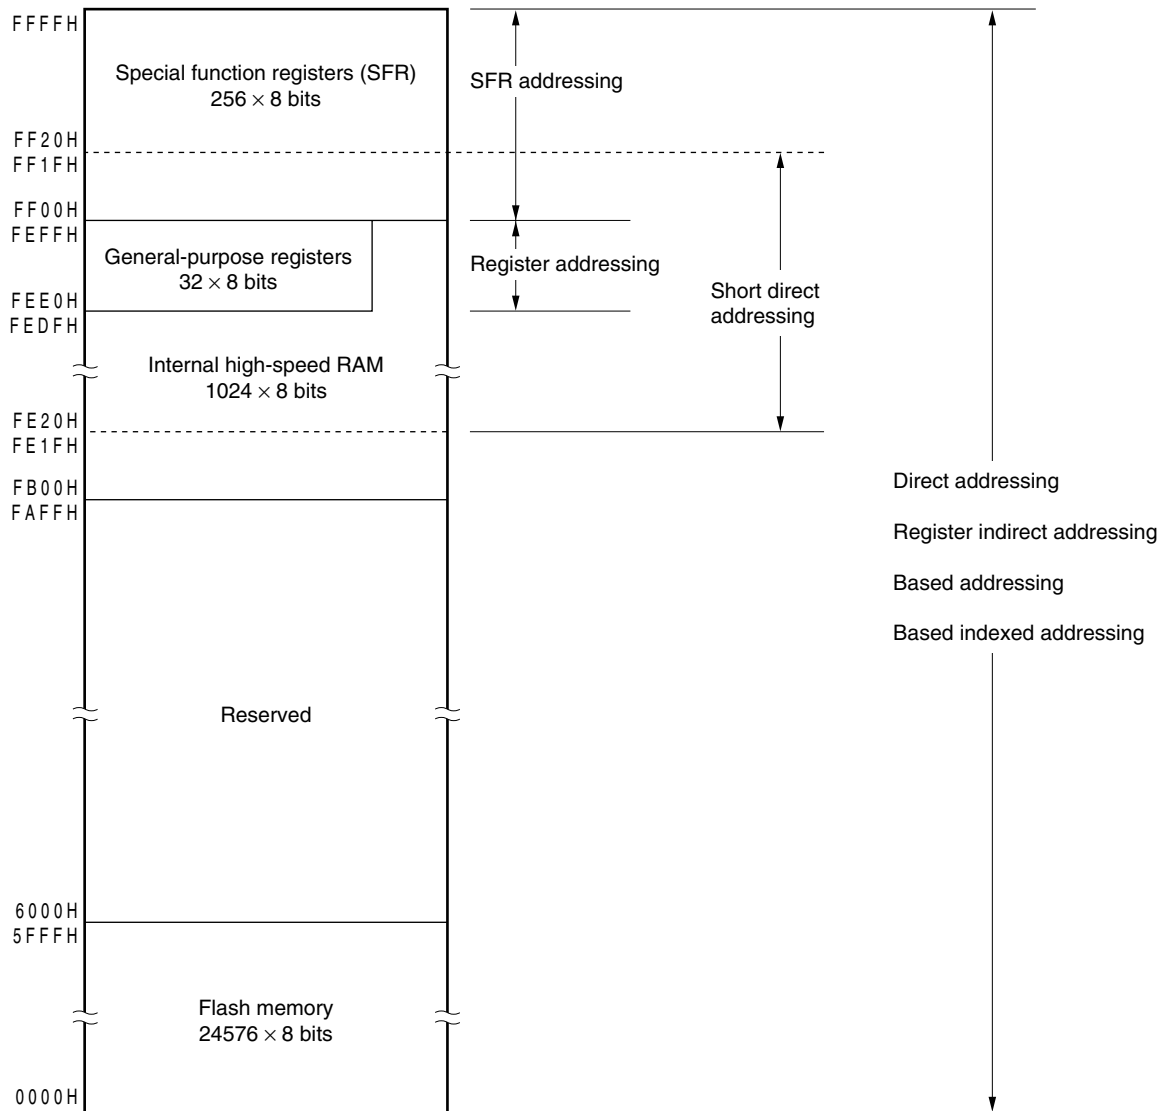 FFFFH
Special function registers (SFR)
256 × 8 bits
SFR addressing
FF20H
FF1FH
FF00H
FEFFH
General-purpose registers
32 × 8 bits
Register addressing
Short direct
addressing
FEE0H
FEDFH
Internal high-speed RAM
1024 × 8 bits
FE20H
FE1FH
FB00H
FAFFH
Direct addressing
Register indirect addressing
Based addressing
Based indexed addressing
Reserved
6000H
5FFFH
Flash memory
24576 × 8 bits
0000H